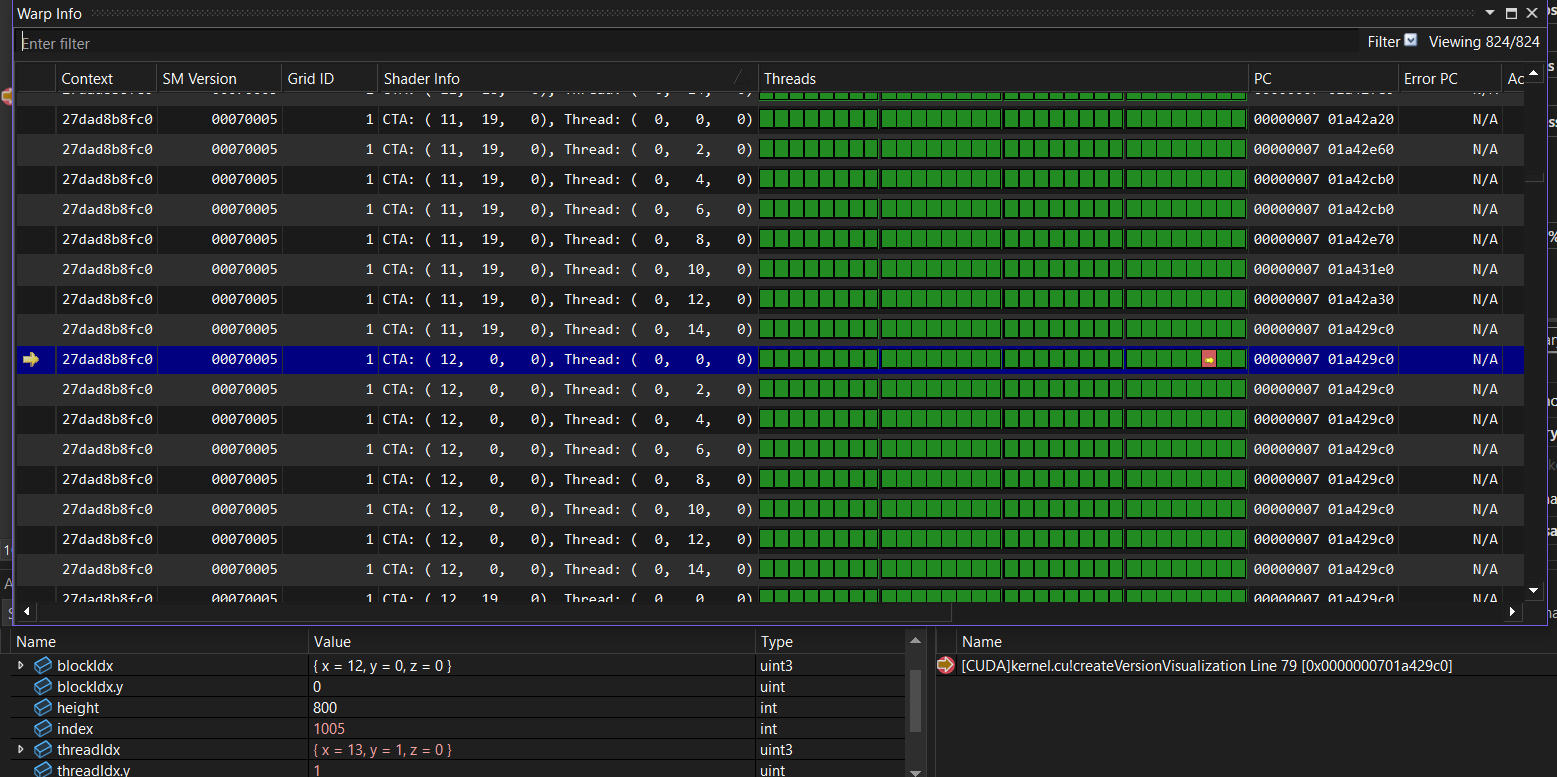 Warp Info
Enter filter Filter Viewing 824/824
Context SM Version Grid ID Shader Info Threads PC Error PC Ac
27dad8b8fc0 00070005 1 CTA: ( 11, 19, 0), Thread: ( 0, 0, 0) 00000007 01a42a20 N/A
27dad8b8fc0 00070005 1 CTA: ( 11, 19, 0), Thread: ( 0, 2, 0) 00000007 01a42e60 N/A
27dad8b8fc0 00070005 1 CTA: ( 11, 19, 0), Thread: ( 0, 4, 0) 00000007 01a42cb0 N/A
27dad8b8fc0 00070005 1 CTA: ( 11, 19, 0), Thread: ( 0, 6, 0) 00000007 01a42cb0 N/A
27dad8b8fc0 00070005 1 CTA: ( 11, 19, 0), Thread: ( 0, 8, 0) 00000007 01a42e70 N/A
27dad8b8fc0 00070005 1 CTA: ( 11, 19, 0), Thread: ( 0, 10, 0) 00000007 01a431e0 N/A
27dad8b8fc0 00070005 1 CTA: ( 11, 19, 0), Thread: ( 0, 12, 0) 00000007 01a42a30 N/A
27dad8b8fc0 00070005 1 CTA: ( 11, 19, 0), Thread: ( 0, 14, 0) 00000007 01a429c0 N/A
27dad8b8fc0 00070005 1 CTA: ( 12, 0, 0), Thread: ( 0, 0, 0) 00000007 01a429c0 N/A
27dad8b8fc0 00070005 1 CTA: ( 12, 0, 0), Thread: ( 0, 2, 0) 00000007 01a429c0 N/A
27dad8b8fc0 00070005 1 CTA: ( 12, 0, 0), Thread: ( 0, 4, 0) 00000007 01a429c0 N/A
27dad8b8fc0 00070005 1 CTA: ( 12, 0, 0), Thread: ( 0, 6, 0) 00000007 01a429c0 N/A
27dad8b8fc0 00070005 1 CTA: ( 12, 0, 0), Thread: ( 0, 8, 0) 00000007 01a429c0 N/A
27dad8b8fc0 00070005 1 CTA: ( 12, 0, 0), Thread: ( 0, 10, 0) 00000007 01a429c0 N/A
27dad8b8fc0 00070005 1 CTA: ( 12, 0, 0), Thread: ( 0, 12, 0) 00000007 01a429c0 N/A
27dad8b8fc0 00070005 1 CTA: ( 12, 0, 0), Thread: ( 0, 14, 0) 00000007 01a429c0 N/A
27dad8b8fc0 00070005 1 CTA: ( 12, 19, 0), Thread: ( 0, 0, 0) 00000007 01a429c0 N/A
Name Value Type Name
blockIdx { x = 12, y = 0, z = 0 } uint3 [CUDA]kernel.cu!createVersionVisualization Line 79 [0x0000000701a429c0]
blockIdx.y 0 uint
height 800 int
index 1005 int
threadIdx { x = 13, y = 1, z = 0 } uint3
threadIdx.y 1 uint